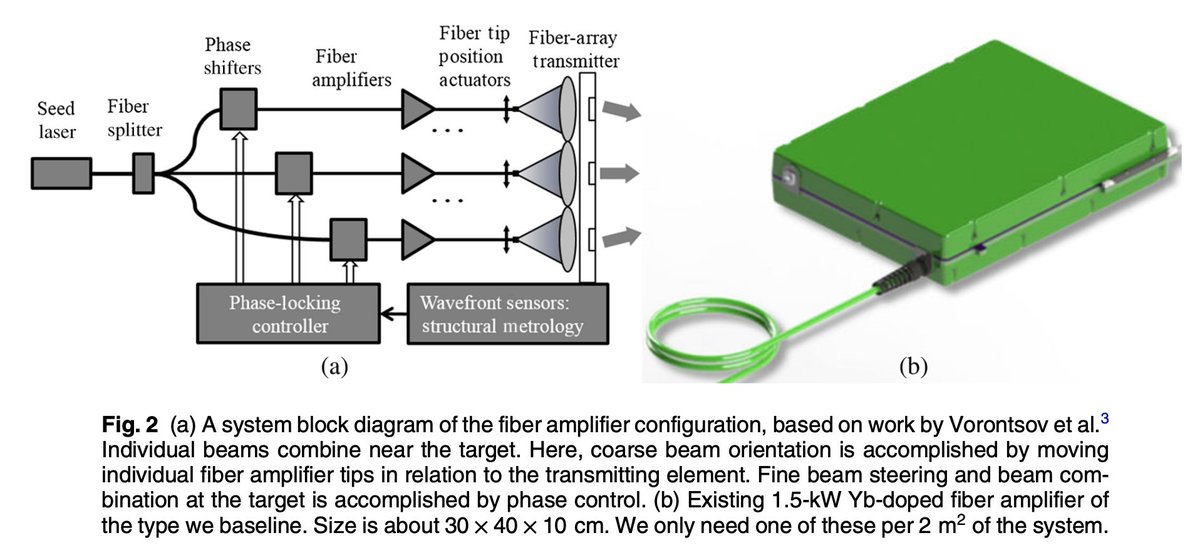 Phase
shifters
Fiber
amplifiers
Fiber tip
position
actuators
Fiber-array
transmitter
Seed
laser
Fiber
splitter
. . .
. . .
Phase-locking
controller
Wavefront sensors:
structural metrology
(a)
(b)
Fig. 2 (a) A system block diagram of the fiber amplifier configuration, based on work by Vorontsov et al.³
Individual beams combine near the target. Here, coarse beam orientation is accomplished by moving
individual fiber amplifier tips in relation to the transmitting element. Fine beam steering and beam com-
bination at the target is accomplished by phase control. (b) Existing 1.5-kW Yb-doped fiber amplifier of
the type we baseline. Size is about 30 × 40 × 10 cm. We only need one of these per 2 m² of the system.